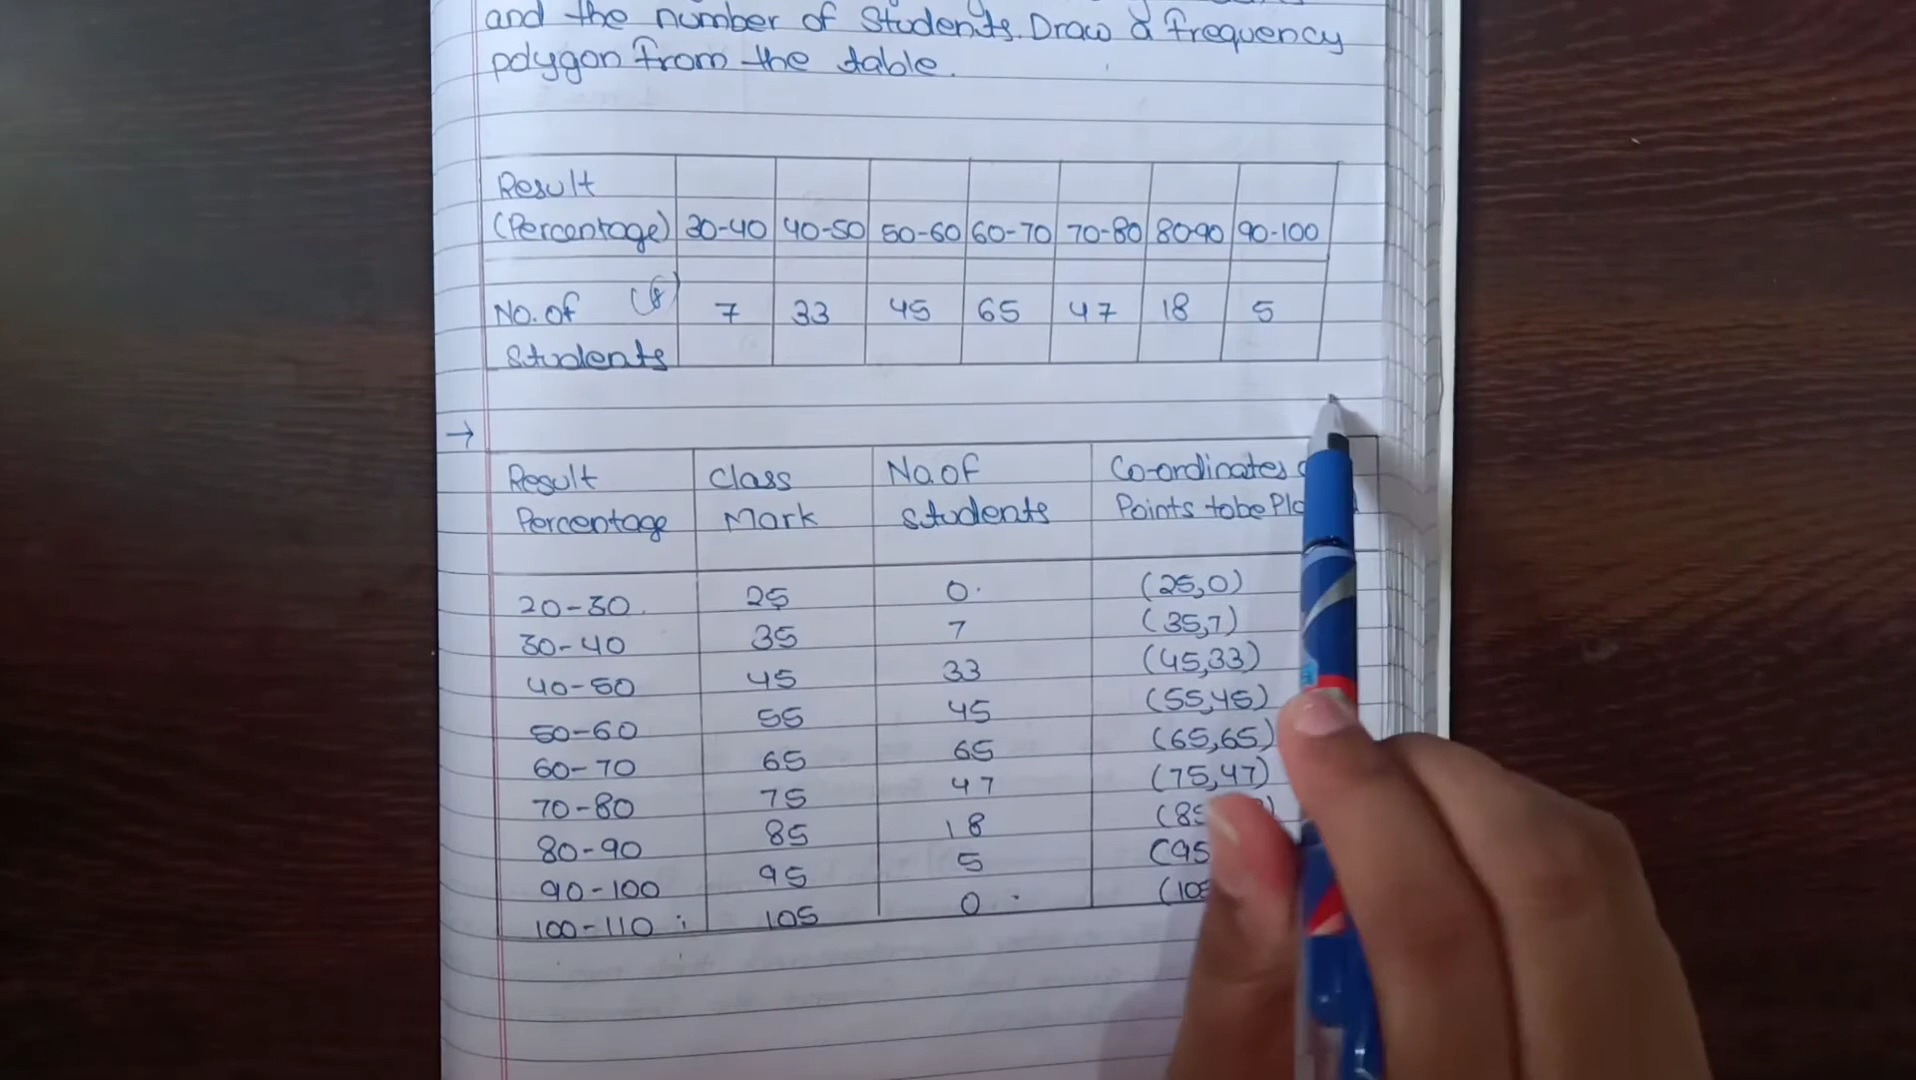 and the number of Students. Draw a frequency
polygon from the table.
Result
(Percentage) 30-40 40-50 50-60 60-70 70-80 80-90 90-100
No. of 7 33 45 65 47 18 5
Students
→
Result Class No. of Co-ordinates
Percentage Mark students Points to be
20-30 25 0 (25,0)
30-40 35 7 (35,7)
40-50 45 33 (45,33)
50-60 55 45 (55,45)
60-70 65 65 (65,65)
70-80 75 47 (75,47)
80-90 85 18 (85
90-100 95 5 (95
100-110 105 0 (105